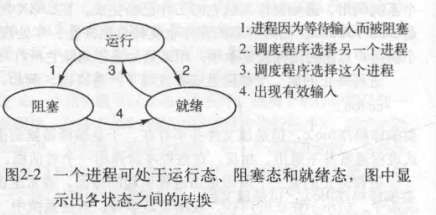 运行
1
3
2
阻塞
就绪
4
1.进程因为等待输入而被阻塞
2.调度程序选择另一个进程
3.调度程序选择这个进程
4.出现有效输入
图2-2 一个进程可处于运行态、阻塞态和就绪态，图中显
示出各状态之间的转换